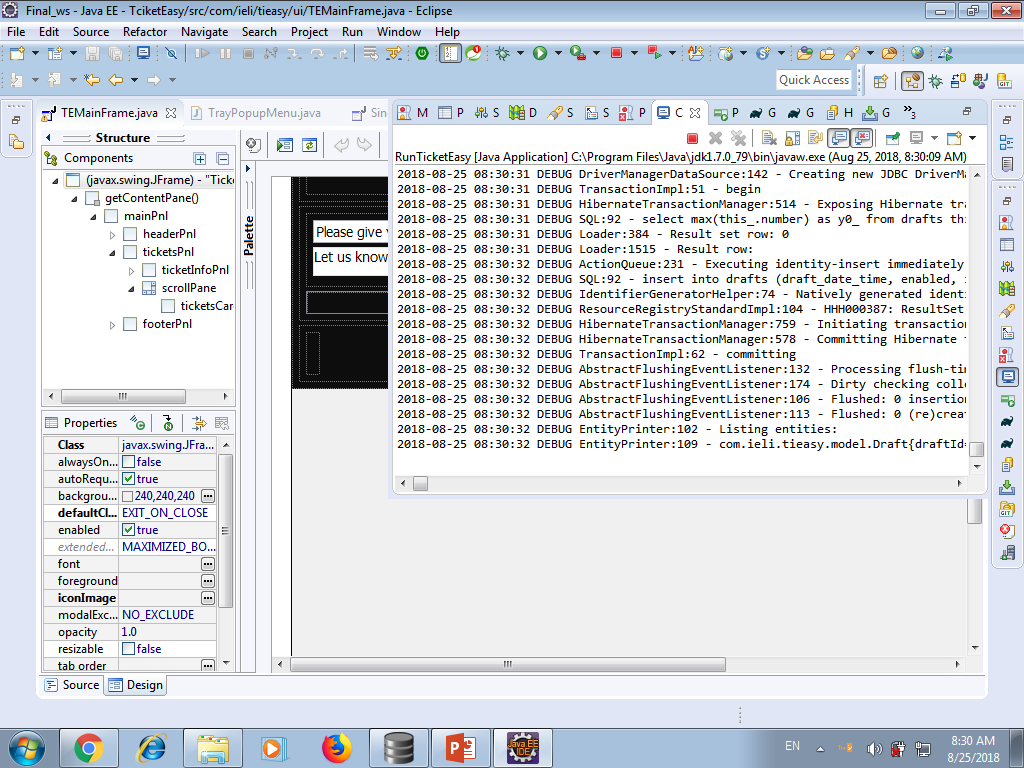 Final_ws - Java EE - TciketEasy/src/com/ieli/tieasy/ui/TEMainFrame.java - Eclipse
File Edit Source Refactor Navigate Search Project Run Window Help
Quick Access
TEMainFrame.java TrayPopupMenu.java Sin
M P S D S S P C P G G H G
Structure
Components
(javax.swing.JFrame) - "Ticke
getContentPane()
mainPnl
headerPnl
ticketsPnl
ticketInfoPnl
scrollPane
ticketsCar
footerPnl
Palette
Please give
Let us know
RunTicketEasy [Java Application] C:\Program Files\Java\jdk1.7.0_79\bin\javaw.exe (Aug 25, 2018, 8:30:09 AM)
2018-08-25 08:30:31 DEBUG DriverManagerDataSource:142 - Creating new JDBC DriverMa
2018-08-25 08:30:31 DEBUG TransactionImpl:51 - begin
2018-08-25 08:30:31 DEBUG HibernateTransactionManager:514 - Exposing Hibernate tra
2018-08-25 08:30:31 DEBUG SQL:92 - select max(this_.number) as y0_ from drafts thi
2018-08-25 08:30:31 DEBUG Loader:384 - Result set row: 0
2018-08-25 08:30:31 DEBUG Loader:1515 - Result row:
2018-08-25 08:30:32 DEBUG ActionQueue:231 - Executing identity-insert immediately
2018-08-25 08:30:32 DEBUG SQL:92 - insert into drafts (draft_date_time, enabled,
2018-08-25 08:30:32 DEBUG IdentifierGeneratorHelper:74 - Natively generated identi
2018-08-25 08:30:32 DEBUG ResourceRegistryStandardImpl:104 - HHH000387: ResultSet
2018-08-25 08:30:32 DEBUG HibernateTransactionManager:759 - Initiating transaction
2018-08-25 08:30:32 DEBUG HibernateTransactionManager:578 - Committing Hibernate
2018-08-25 08:30:32 DEBUG TransactionImpl:62 - committing
2018-08-25 08:30:32 DEBUG AbstractFlushingEventListener:132 - Processing flush-tim
2018-08-25 08:30:32 DEBUG AbstractFlushingEventListener:174 - Dirty checking colle
2018-08-25 08:30:32 DEBUG AbstractFlushingEventListener:106 - Flushed: 0 insertion
2018-08-25 08:30:32 DEBUG AbstractFlushingEventListener:113 - Flushed: 0 (re)creat
2018-08-25 08:30:32 DEBUG EntityPrinter:102 - Listing entities:
2018-08-25 08:30:32 DEBUG EntityPrinter:109 - com.ieli.tieasy.model.Draft{draftId=
Properties
Class javax.swing.JFra...
alwaysOn... false
autoRequ... true
backgrou... 240,240,240
defaultCl... EXIT_ON_CLOSE
enabled true
extended... MAXIMIZED_BO...
font
foreground
iconImage
modalExc... NO_EXCLUDE
opacity 1.0
resizable false
tab order
Source Design
EN
8:30 AM
8/25/2018